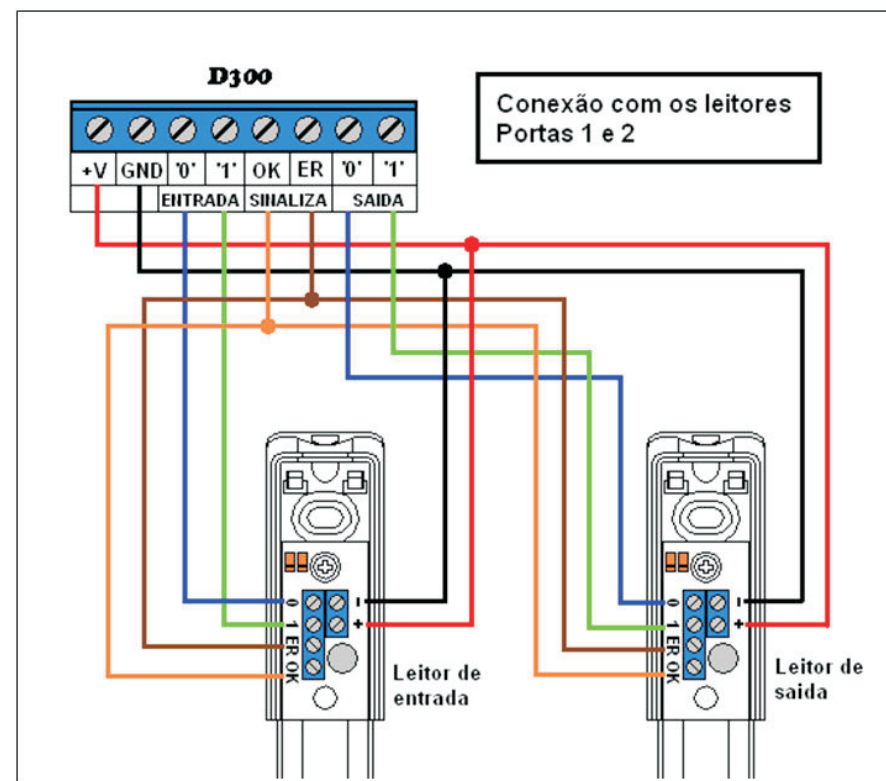 D300
Conexão com os leitores
Portas 1 e 2
+V GND '0' '1' OK ER '0' '1'
ENTRADA SINALIZA SAIDA
0 -
1 +
ER
OK
Leitor de
entrada
0 -
1 +
ER
OK
Leitor de
saida